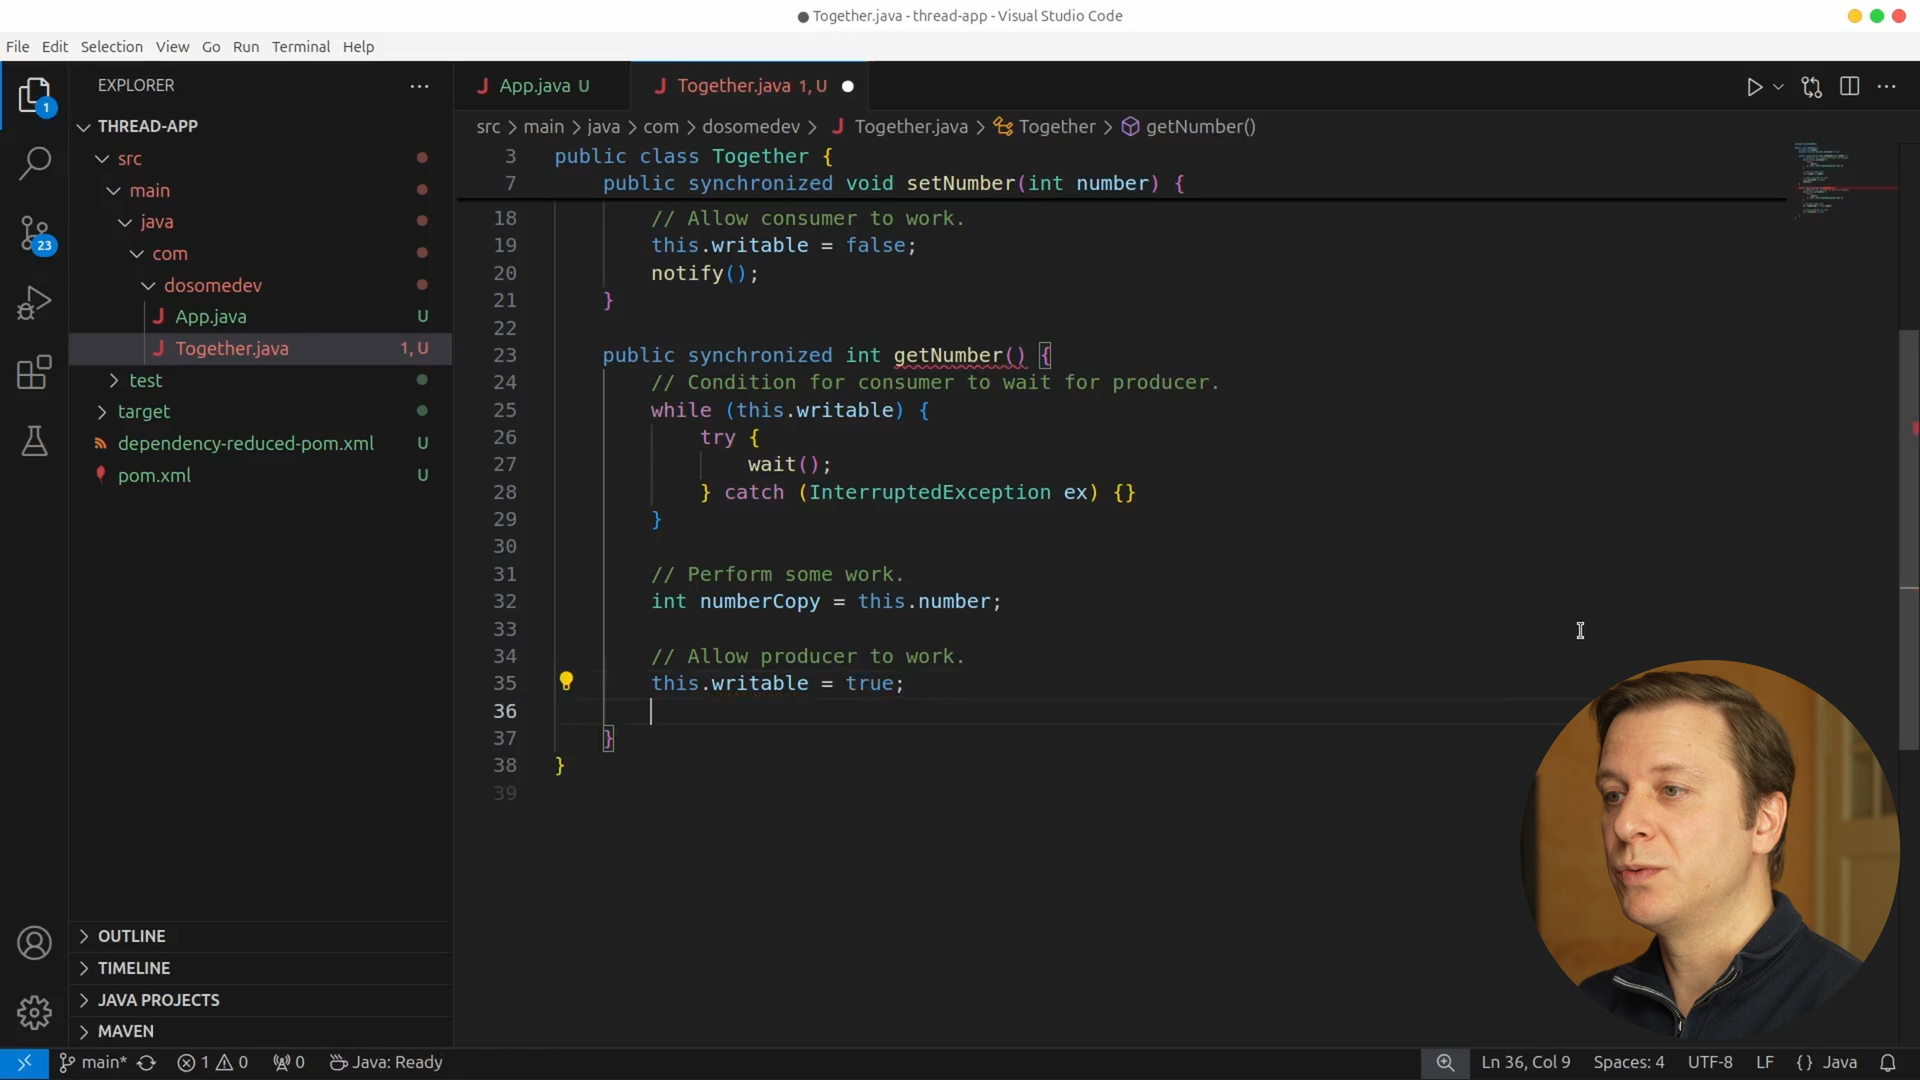 ● Together.java - thread-app - Visual Studio Code
File Edit Selection View Go Run Terminal Help
EXPLORER
App.java U
Together.java 1, U
THREAD-APP
src > main > java > com > dosomedev > Together.java > Together > getNumber()
src
main
java
com
dosomedev
App.java U
Together.java 1, U
test
target
dependency-reduced-pom.xml U
pom.xml U
1
23
3 public class Together {
7 public synchronized void setNumber(int number) {
18 // Allow consumer to work.
19 this.writable = false;
20 notify();
21 }
22
23 public synchronized int getNumber() {
24 // Condition for consumer to wait for producer.
25 while (this.writable) {
26 try {
27 wait();
28 } catch (InterruptedException ex) {}
29 }
30
31 // Perform some work.
32 int numberCopy = this.number;
33
34 // Allow producer to work.
35 this.writable = true;
36
37 }
38 }
39
OUTLINE
TIMELINE
JAVA PROJECTS
MAVEN
main* 1 0 0 Java: Ready Ln 36, Col 9 Spaces: 4 UTF-8 LF {} Java